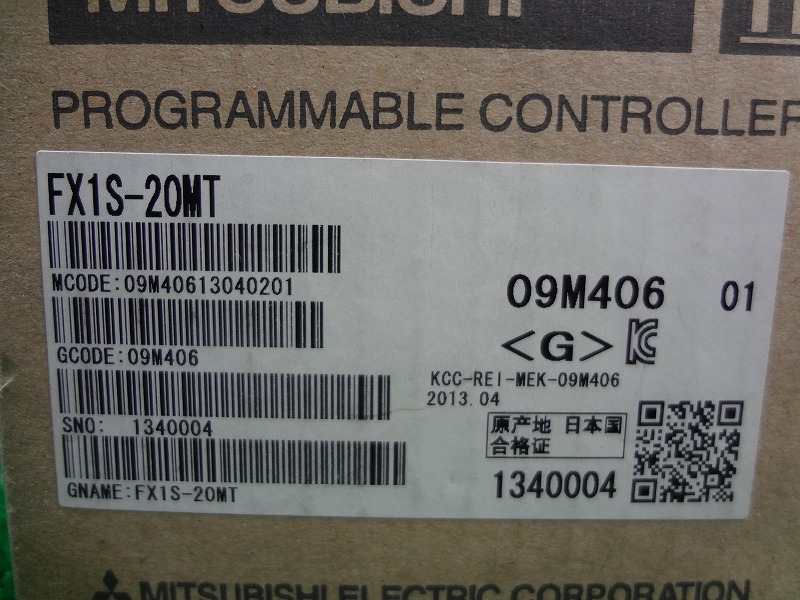 MITSUBISHI
PROGRAMMABLE CONTROLLER
FX1S-20MT
MCODE:09M40613040201
GCODE:09M406
SNO: 1340004
GNAME:FX1S-20MT
09M406 01
<G>
KCC-REI-MEK-09M406
2013.04
原产地 日本国
合格证
1340004
MITSUBISHI ELECTRIC CORPORATION